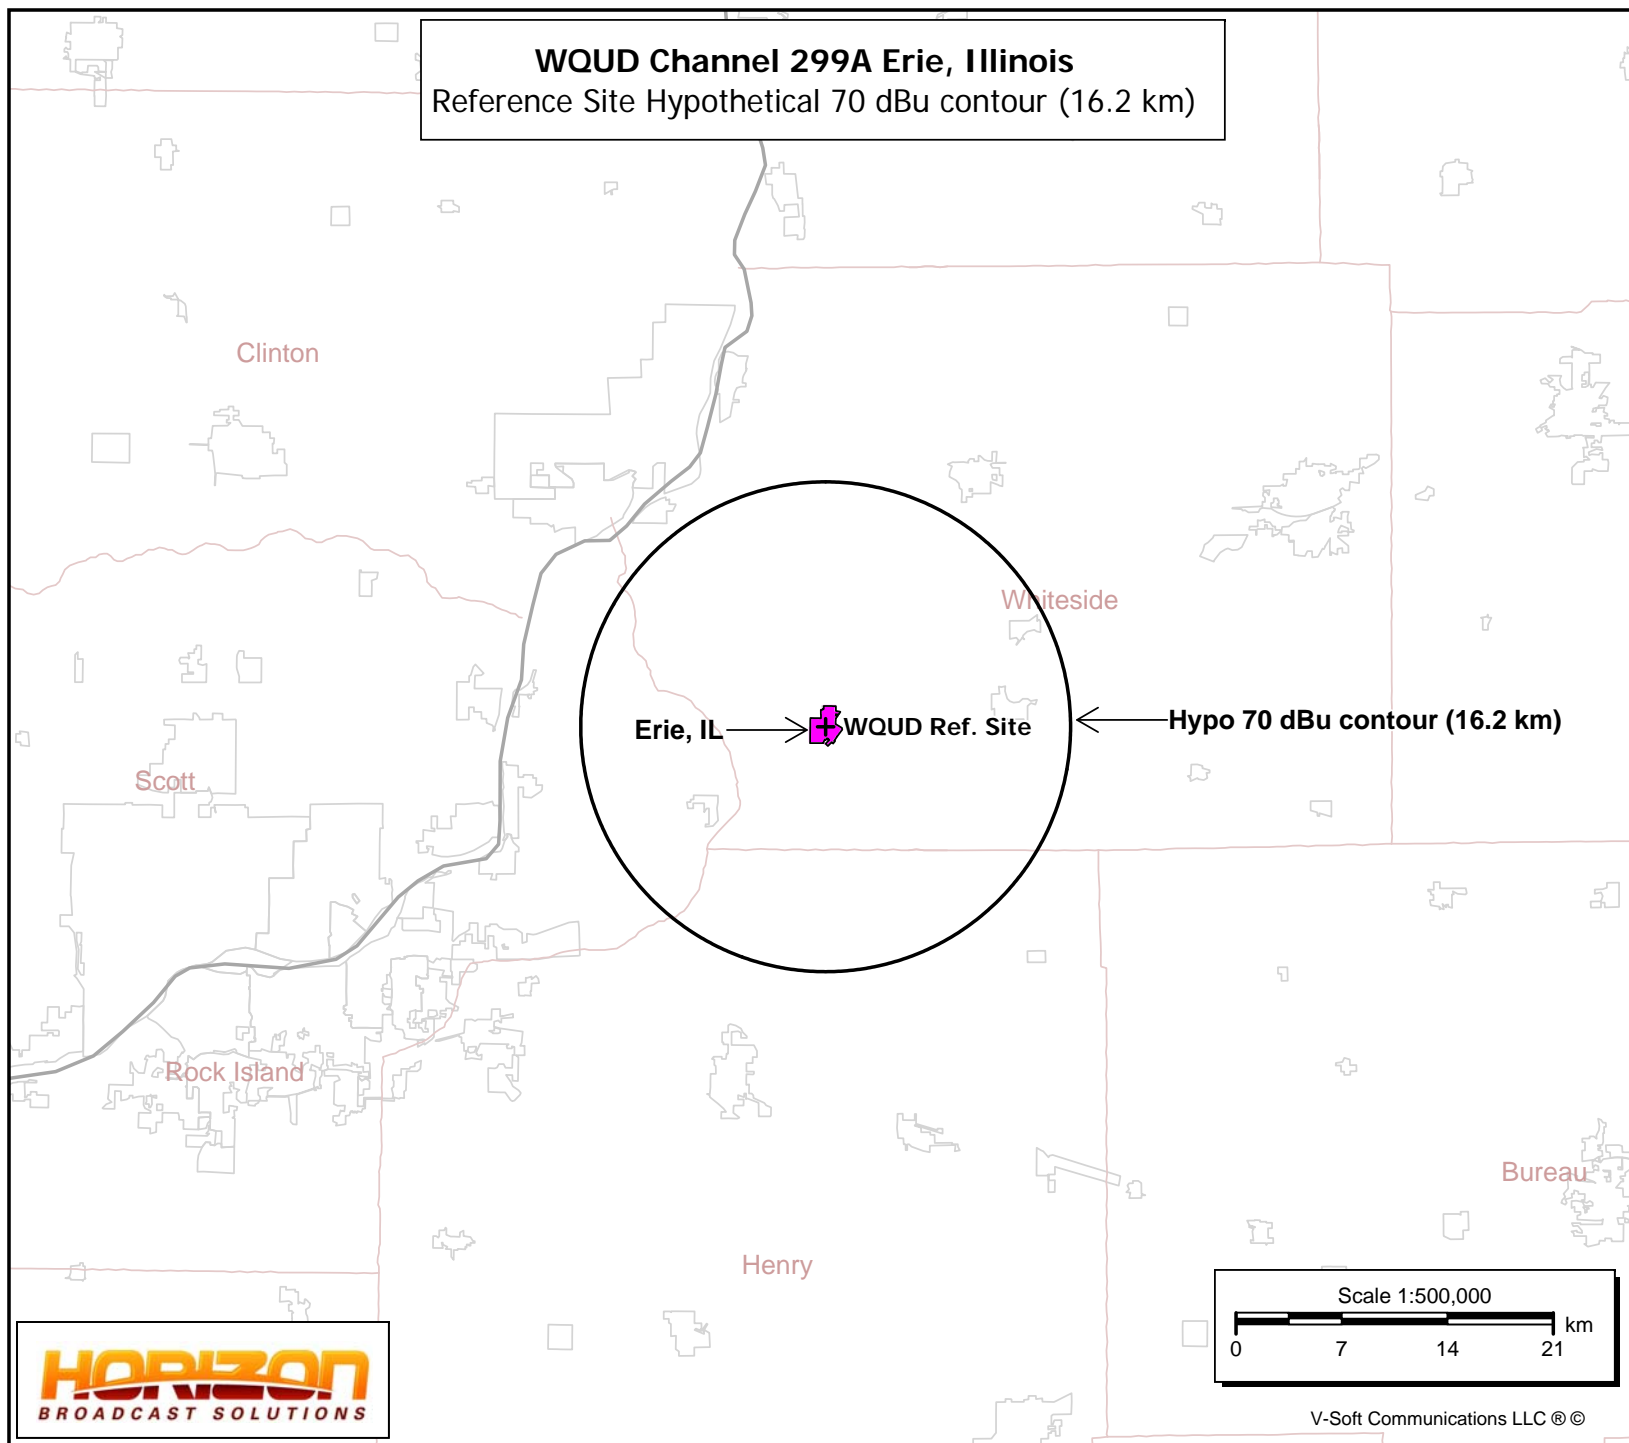 WQUD Channel 299A Erie, Illinois
Reference Site Hypothetical 70 dBu contour (16.2 km)
Clinton
Whiteside
Erie, IL
WQUD Ref. Site
Hypo 70 dBu contour (16.2 km)
Scott
Rock Island
Bureau
Henry
Scale 1:500,000
km
0 7 14 21
HORIZON
BROADCAST SOLUTIONS
V-Soft Communications LLC ® ©